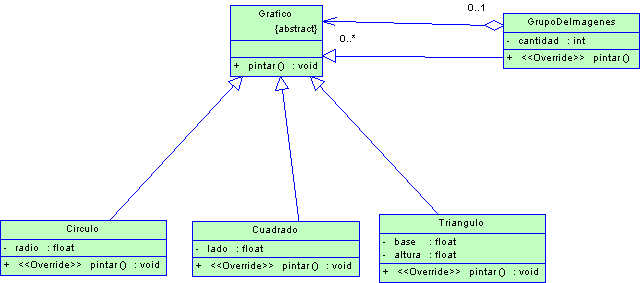 Grafico
{abstract}
+ pintar() : void
0..1
0..*
GrupoDeImagenes
- cantidad : int
+ <<Override>> pintar()
Circulo
- radio : float
+ <<Override>> pintar() : void
Cuadrado
- lado : float
+ <<Override>> pintar() : void
Triangulo
- base : float
- altura : float
+ <<Override>> pintar() : void